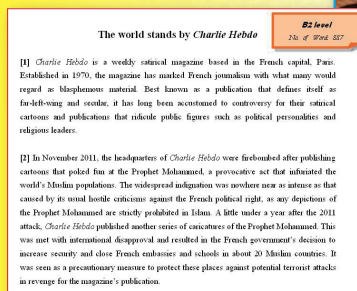 B2 level
No of Word 887
The world stands by Charlie Hebdo
[1] Charlie Hebdo is a weekly satirical magazine based in the French capital, Paris.
Established in 1970, the magazine has marked French journalism with what many would
regard as blasphemous material. Best known as a publication that defines itself as
far-left-wing and secular, it has long been accustomed to controversy for their satirical
cartoons and publications that ridicule public figures such as political personalities and
religious leaders.
[2] In November 2011, the headquarters of Charlie Hebdo were firebombed after publishing
cartoons that poked fun at the Prophet Mohammed, a provocative act that infuriated the
world's Muslim populations. The widespread indignation was nowhere near as intense as that
caused by its usual hostile criticisms against the French political right, as any depictions of
the Prophet Mohammed are strictly prohibited in Islam. A little under a year after the 2011
attack, Charlie Hebdo published another series of caricatures of the Prophet Mohammed. This
was met with international disapproval and resulted in the French government's decision to
increase security and close French embassies and schools in about 20 Muslim countries. It
was seen as a precautionary measure to protect these places against potential terrorist attacks
in revenge for the magazine's publication.